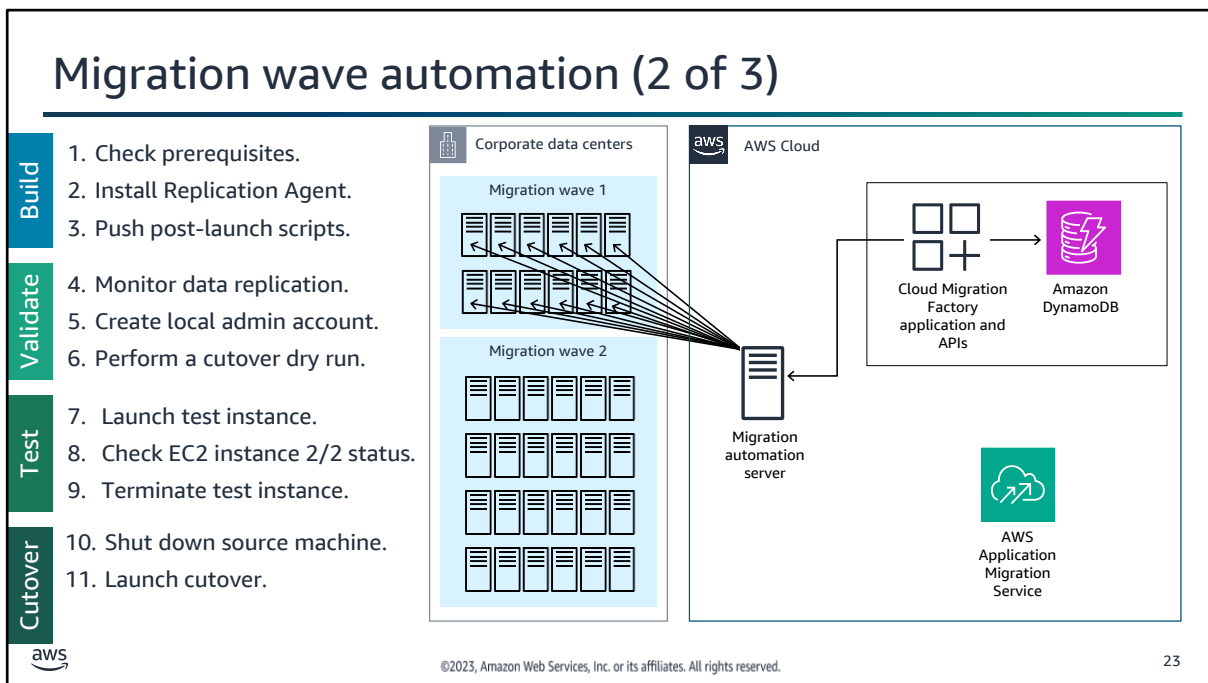 Migration wave automation (2 of 3)
Build
1. Check prerequisites.
2. Install Replication Agent.
3. Push post-launch scripts.
Validate
4. Monitor data replication.
5. Create local admin account.
6. Perform a cutover dry run.
Test
7. Launch test instance.
8. Check EC2 instance 2/2 status.
9. Terminate test instance.
Cutover
10. Shut down source machine.
11. Launch cutover.
Corporate data centers
Migration wave 1
Migration wave 2
aws
AWS Cloud
Cloud Migration
Factory
application and
APIs
Amazon
DynamoDB
Migration
automation
server
AWS
Application
Migration
Service
aws
©2023, Amazon Web Services, Inc. or its affiliates. All rights reserved.
23